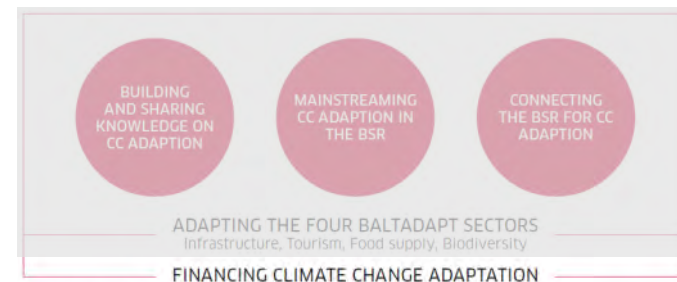 BUILDING
AND SHARING
KNOWLEDGE ON
CC ADAPTION
MAINSTREAMING
CC ADAPTION IN
THE BSR
CONNECTING
THE BSR FOR CC
ADAPTION
ADAPTING THE FOUR BALTADAPT SECTORS
Infrastructure, Tourism, Food supply, Biodiversity
FINANCING CLIMATE CHANGE ADAPTATION